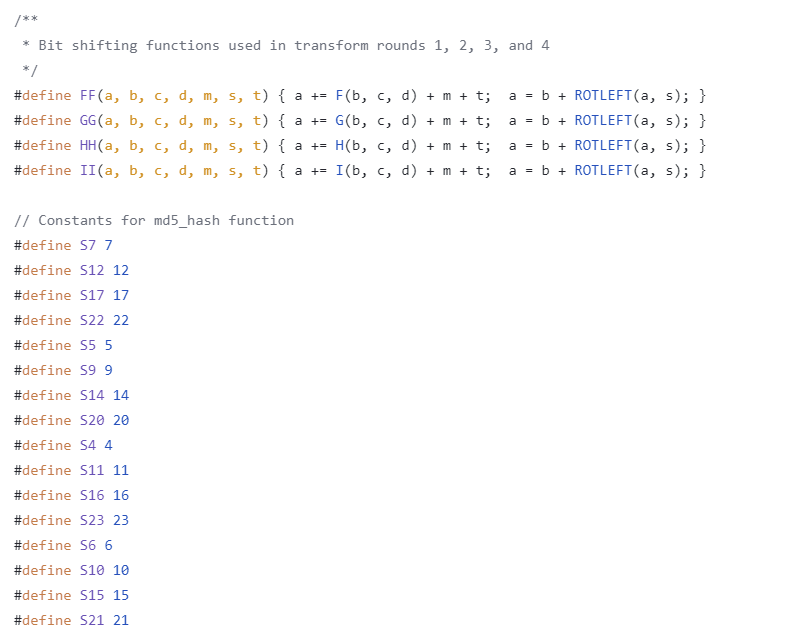 /**
 * Bit shifting functions used in transform rounds 1, 2, 3, and 4
 */
#define FF(a, b, c, d, m, s, t) { a += F(b, c, d) + m + t;  a = b + ROTLEFT(a, s); }
#define GG(a, b, c, d, m, s, t) { a += G(b, c, d) + m + t;  a = b + ROTLEFT(a, s); }
#define HH(a, b, c, d, m, s, t) { a += H(b, c, d) + m + t;  a = b + ROTLEFT(a, s); }
#define II(a, b, c, d, m, s, t) { a += I(b, c, d) + m + t;  a = b + ROTLEFT(a, s); }

// Constants for md5_hash function
#define S7 7
#define S12 12
#define S17 17
#define S22 22
#define S5 5
#define S9 9
#define S14 14
#define S20 20
#define S4 4
#define S11 11
#define S16 16
#define S23 23
#define S6 6
#define S10 10
#define S15 15
#define S21 21